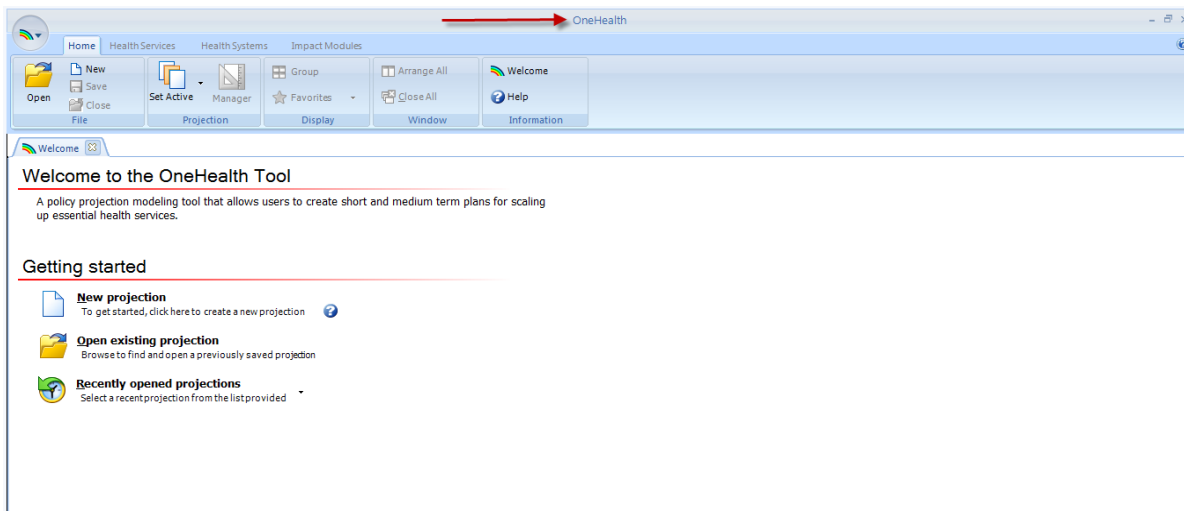 OneHealth
Home Health Services Health Systems Impact Modules
Open
New
Save
Close
File
Set Active
Manager
Projection
Group
Favorites
Display
Arrange All
Close All
Window
Welcome
Help
Information
Welcome
Welcome to the OneHealth Tool
A policy projection modeling tool that allows users to create short and medium term plans for scaling
up essential health services.
Getting started
New projection
To get started, click here to create a new projection
Open existing projection
Browse to find and open a previously saved projection
Recently opened projections
Select a recent projection from the list provided